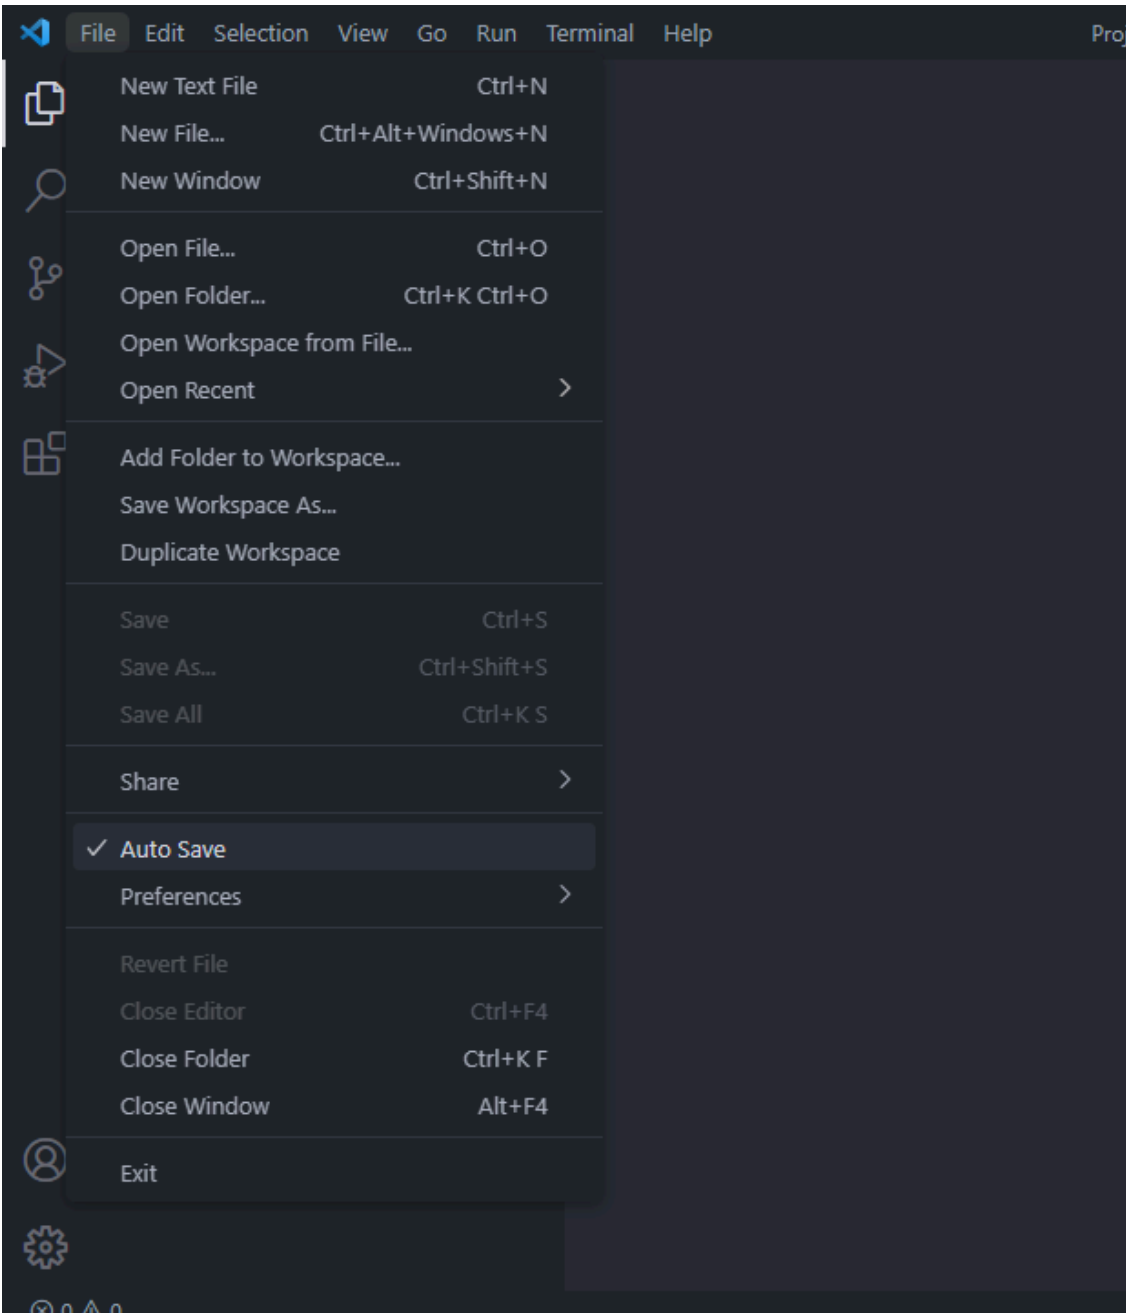 File Edit Selection View Go Run Terminal Help
New Text File Ctrl+N
New File... Ctrl+Alt+Windows+N
New Window Ctrl+Shift+N
Open File... Ctrl+O
Open Folder... Ctrl+K Ctrl+O
Open Workspace from File...
Open Recent
Add Folder to Workspace...
Save Workspace As...
Duplicate Workspace
Save Ctrl+S
Save As... Ctrl+Shift+S
Save All Ctrl+K S
Share
Auto Save
Preferences
Revert File
Close Editor Ctrl+F4
Close Folder Ctrl+K F
Close Window Alt+F4
Exit
0 0